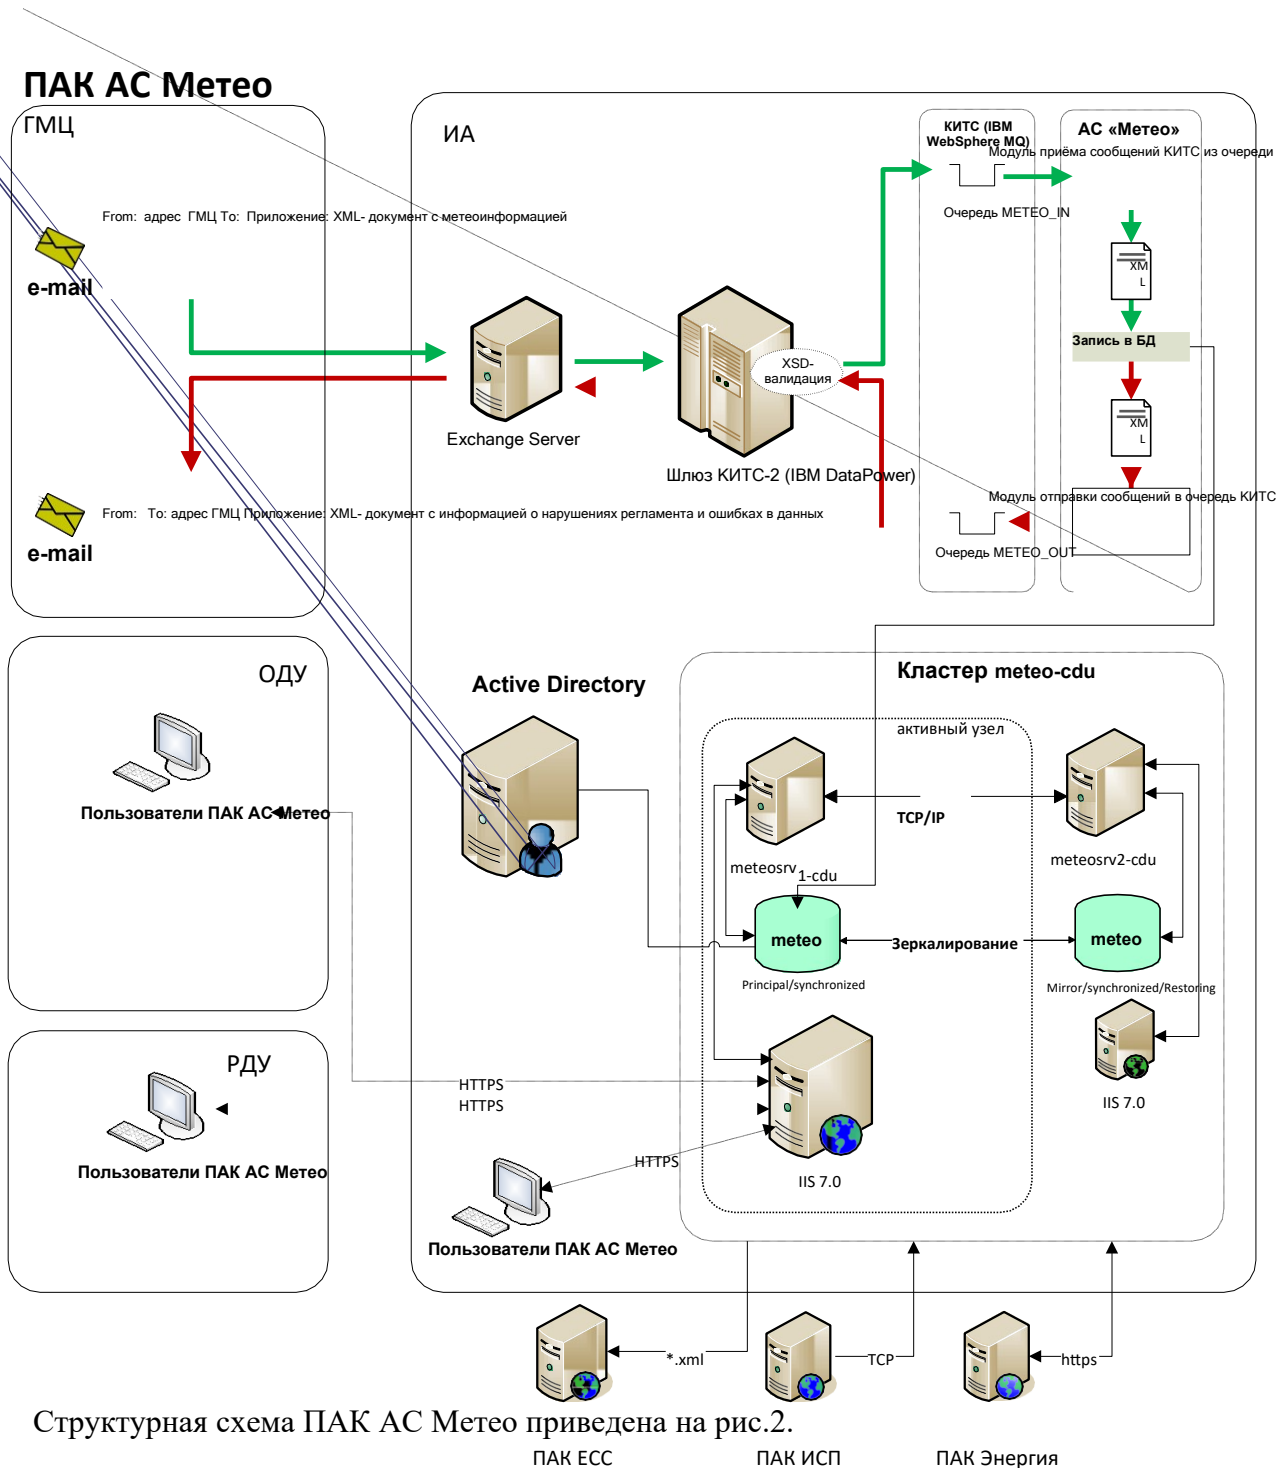 ПАК АС Метео
ГМЦ
ИА
КИТС (IBM
WebSphere MQ)
АС «Метео»
Модуль приёма сообщений КИТС из очереди
From: адрес ГМЦ To: Приложение: XML- документ с метеоинформацией
Очередь METEO_IN
e-mail
XM
L
Запись в БД
XSD-
валидация
XM
L
Exchange Server
Шлюз КИТС-2 (IBM DataPower)
Модуль отправки сообщений в очередь КИТС
From: To: адрес ГМЦ Приложение: XML- документ с информацией о нарушениях регламента и ошибках в данных
e-mail
Очередь METEO_OUT
ОДУ
Active Directory
Кластер meteo-cdu
активный узел
Пользователи ПАК АС Метео
TCP/IP
meteosrv1-cdu
meteosrv2-cdu
meteo
Зеркалирование
meteo
Principal/synchronized
Mirror/synchronized/Restoring
РДУ
HTTPS
HTTPS
IIS 7.0
HTTPS
Пользователи ПАК АС Метео
IIS 7.0
Пользователи ПАК АС Метео
*.xml
TCP
https
Структурная схема ПАК АС Метео приведена на рис.2.
ПАК ЕСС
ПАК ИСП
ПАК Энергия